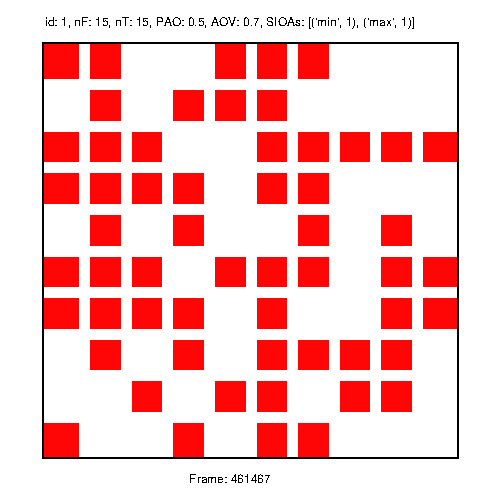 id: 1, nF: 15, nT: 15, PAO: 0.5, AOV: 0.7, SIOAs: [('min', 1), ('max', 1)]
Frame: 461467